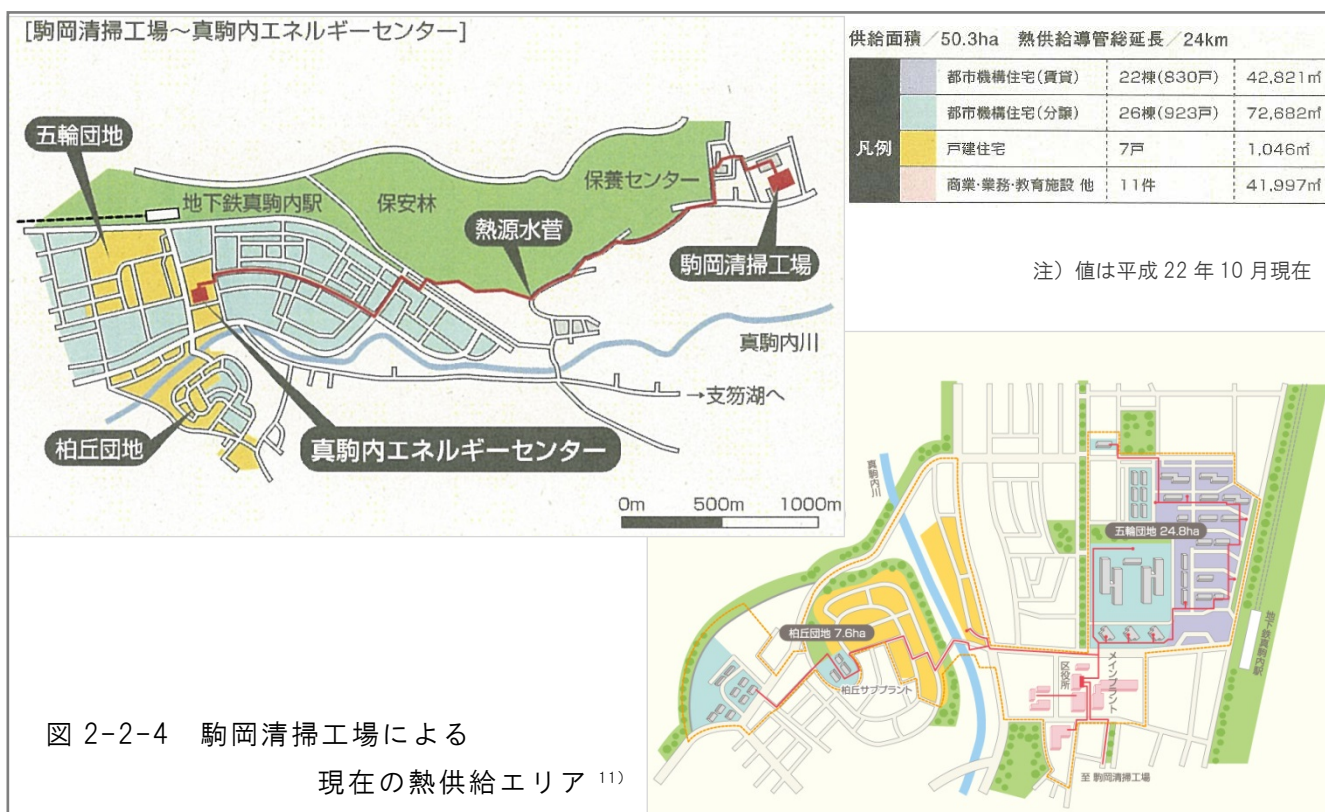 [駒岡清掃工場〜真駒内エネルギーセンター]
五輪団地
地下鉄真駒内駅
保安林
保養センター
熱源水菅
駒岡清掃工場
真駒内川
→支笏湖へ
柏丘団地
真駒内エネルギーセンター
0m 500m 1000m
供給面積／50.3ha 熱供給導管総延長／24km
凡例
都市機構住宅(賃貸) 22棟(830戸) 42,821㎡
都市機構住宅(分譲) 26棟(923戸) 72,682㎡
戸建住宅 7戸 1,046㎡
商業・業務・教育施設 他 11件 41,997㎡
注）値は平成 22 年 10 月現在
真駒内川
五輪団地 24.8ha
柏丘団地 7.6ha
柏丘サブプラント
区役所
メインプラント
地下鉄真駒内駅
至 駒岡清掃工場
図 2-2-4 駒岡清掃工場による
現在の熱供給エリア 11)